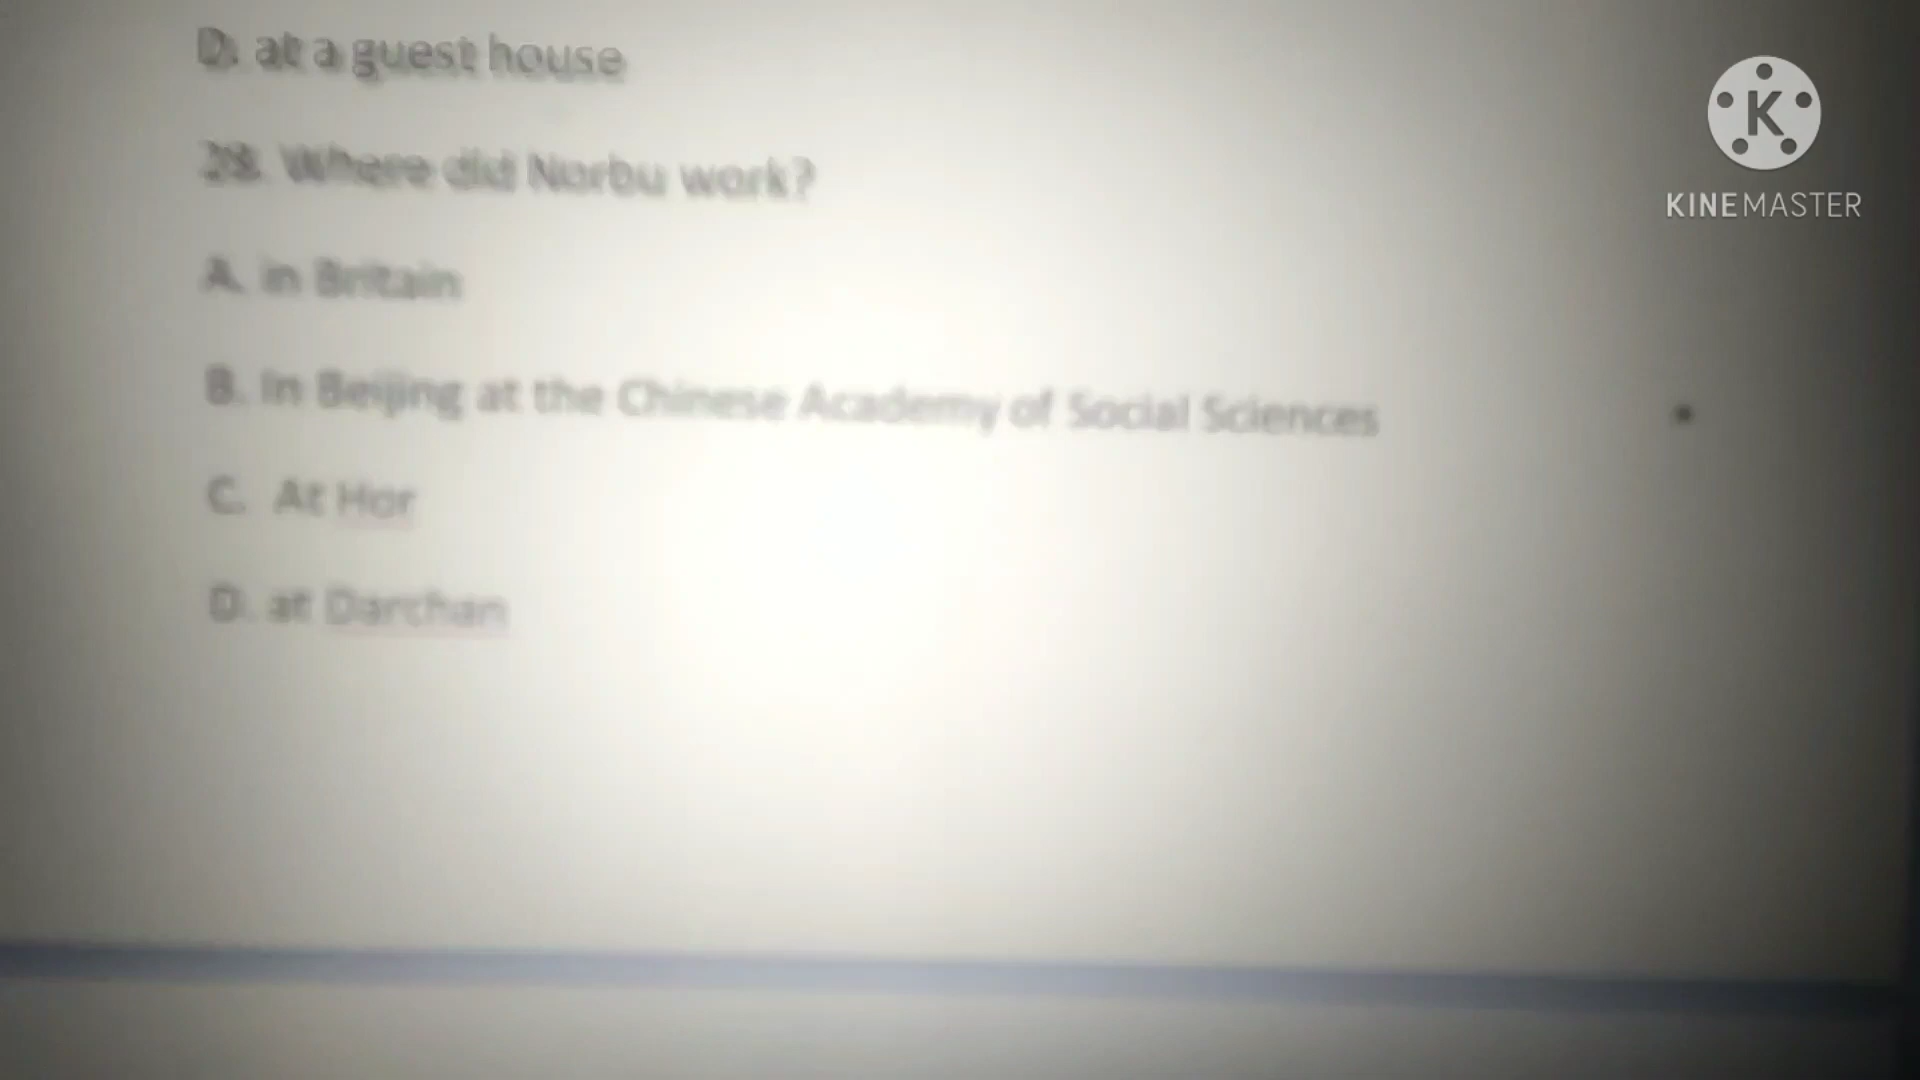 D. at a guest house
28. Where did Norbu work?
A. in Britain
B. in Beijing at the Chinese Academy of Social Sciences
C. At Hor
D. at Darchan
K
KINEMASTER